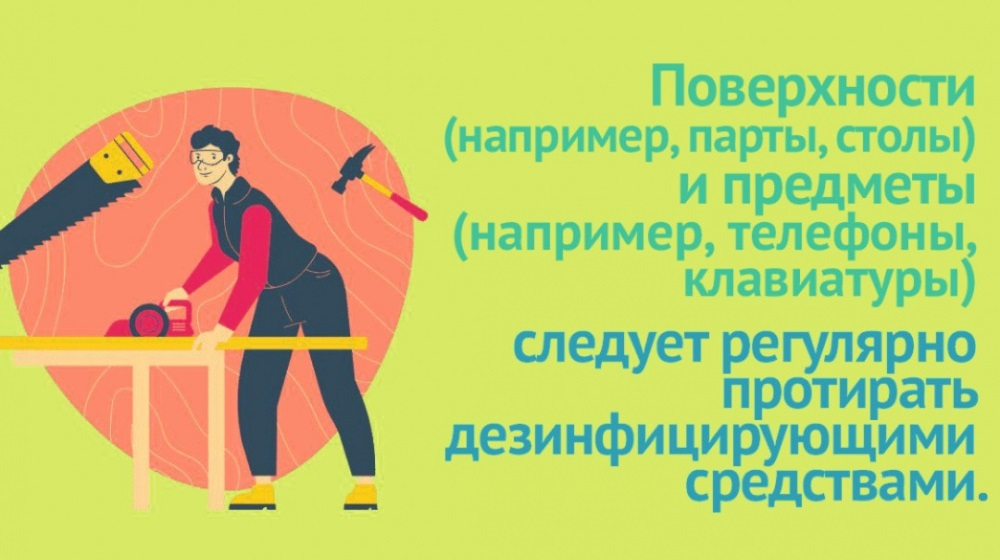 Поверхности
(например, парты, столы)
и предметы
(например, телефоны,
клавиатуры)
следует регулярно
протирать
дезинфицирующими
средствами.